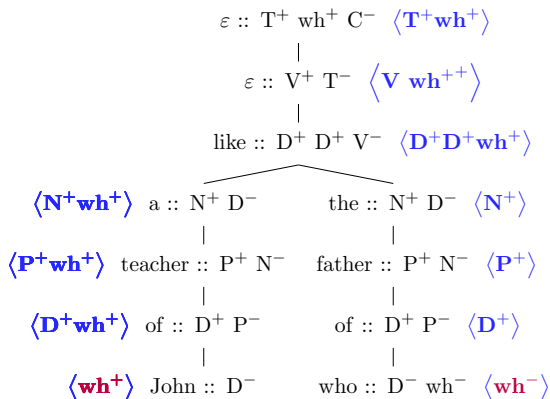 ε :: T⁺ wh⁺ C⁻ ⟨T⁺wh⁺⟩
ε :: V⁺ T⁻ ⟨V wh⁺⁺⟩
like :: D⁺ D⁺ V⁻ ⟨D⁺D⁺wh⁺⟩
⟨N⁺wh⁺⟩ a :: N⁺ D⁻ the :: N⁺ D⁻ ⟨N⁺⟩
⟨P⁺wh⁺⟩ teacher :: P⁺ N⁻ father :: P⁺ N⁻ ⟨P⁺⟩
⟨D⁺wh⁺⟩ of :: D⁺ P⁻ of :: D⁺ P⁻ ⟨D⁺⟩
⟨wh⁺⟩ John :: D⁻ who :: D⁻ wh⁻ ⟨wh⁻⟩